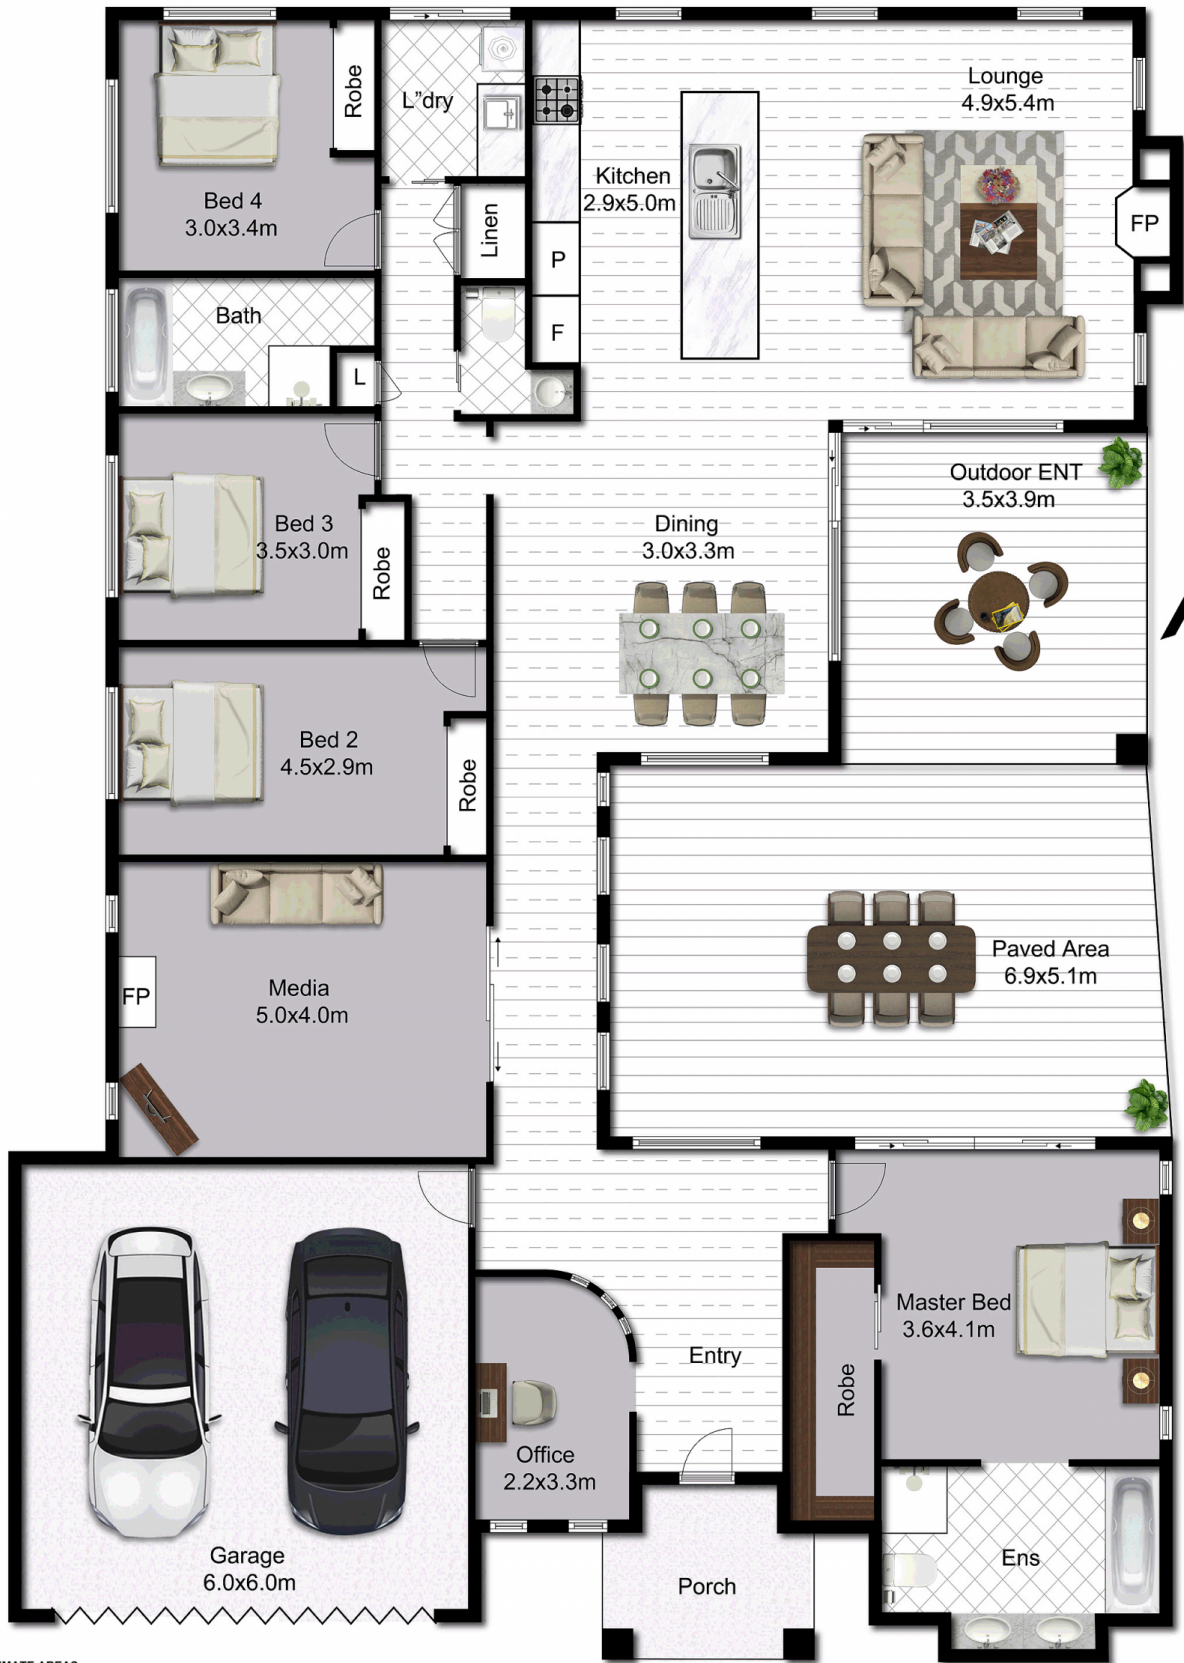 Robe
L"dry
Lounge
4.9x5.4m
Kitchen
2.9x5.0m
Bed 4
3.0x3.4m
Linen
FP
P
Bath
F
L
Outdoor ENT
3.5x3.9m
Bed 3
3.5x3.0m
Dining
3.0x3.3m
Robe
Bed 2
4.5x2.9m
Robe
Paved Area
6.9x5.1m
Media
5.0x4.0m
FP
Master Bed
3.6x4.1m
Entry
Robe
Office
2.2x3.3m
Garage
6.0x6.0m
Ens
Porch